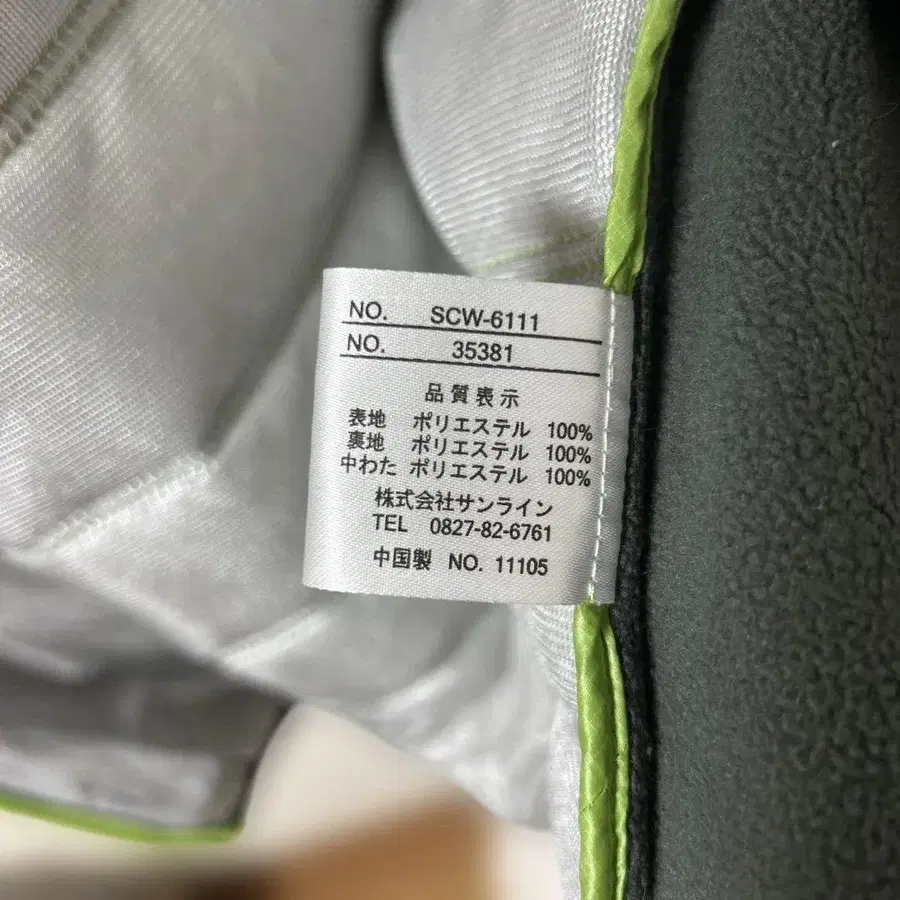 NO. SCW-6111
NO. 35381
品質表示
表地 ポリエステル 100%
裏地 ポリエステル 100%
中わた ポリエステル 100%
株式会社サンライン
TEL 0827-82-6761
中国製 NO. 11105